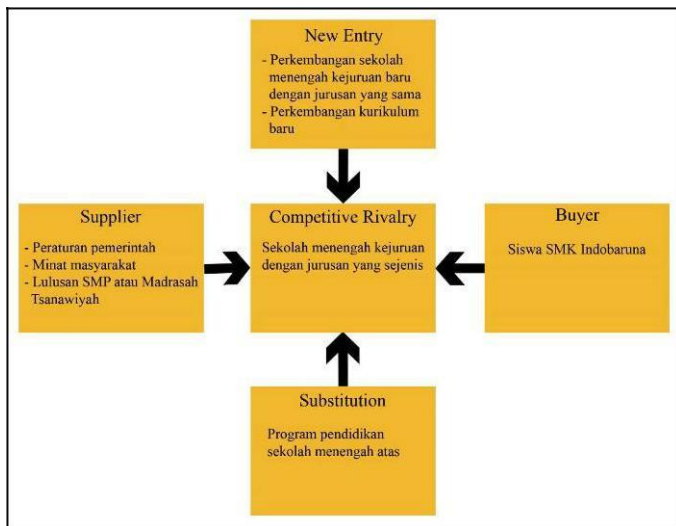 New Entry
- Perkembangan sekolah
menengah kejuruan baru
dengan jurusan yang sama
- Perkembangan kurikulum
baru
Supplier
- Peraturan pemerintah
- Minat masyarakat
- Lulusan SMP atau Madrasah
Tsanawiyah
Competitive Rivalry
Sekolah menengah kejuruan
dengan jurusan yang sejenis
Buyer
Siswa SMK Indobaruna
Substitution
Program pendidikan
sekolah menengah atas